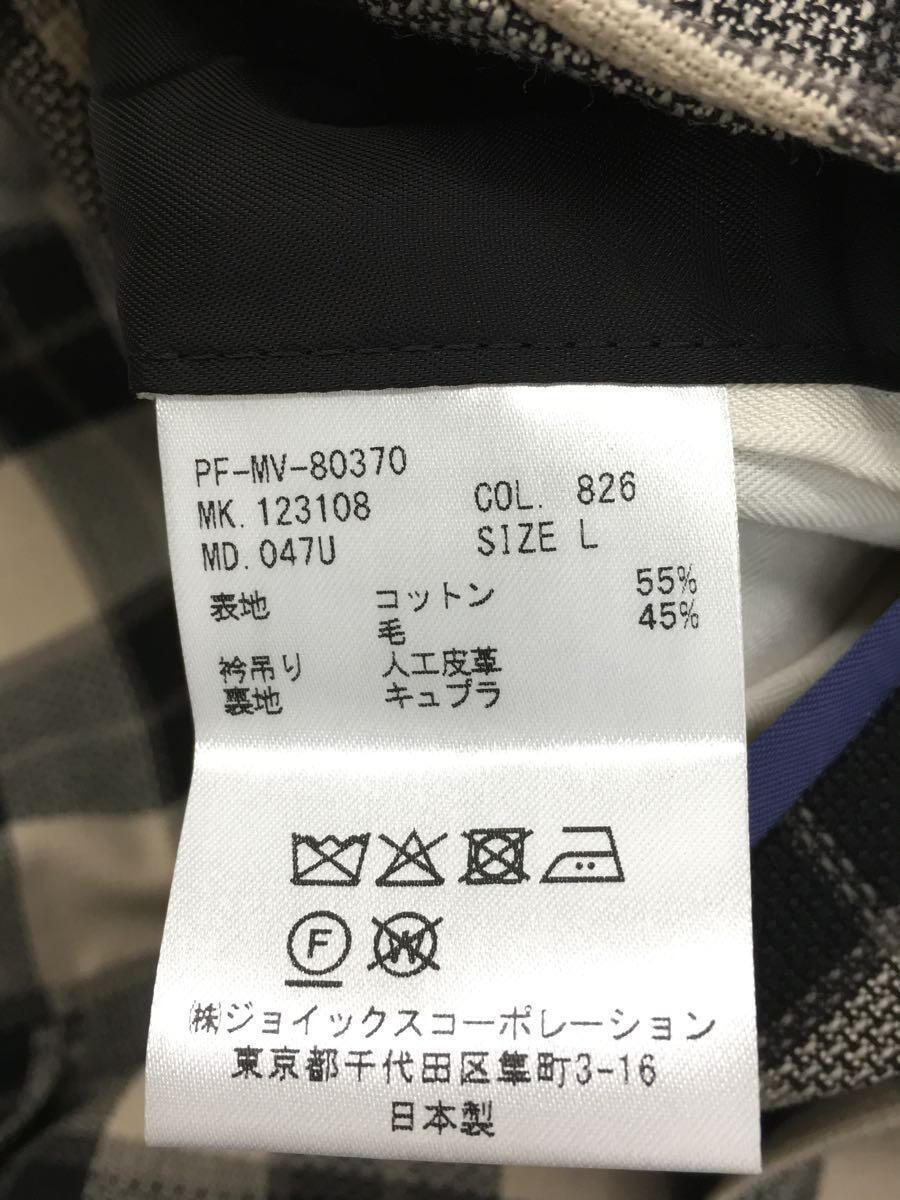 PF-MV-80370
MK. 123108 COL. 826
MD. 047U SIZE L
表地 コットン 55%
毛 45%
衿吊り 人工皮革
裏地 キュプラ
F
W
㈱ジョイックスコーポレーション
東京都千代田区隼町3-16
日本製